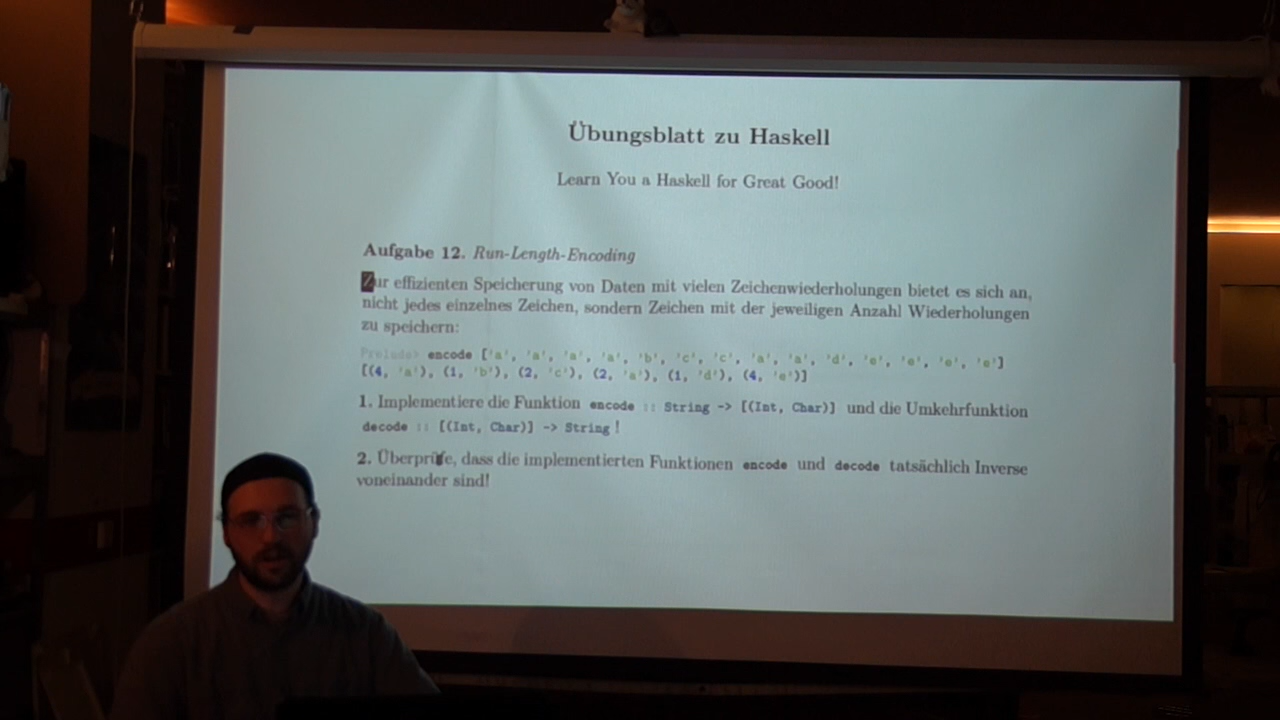 Übungsblatt zu Haskell
Learn You a Haskell for Great Good!
Aufgabe 12. Run-Length-Encoding
Zur effizienten Speicherung von Daten mit vielen Zeichenwiederholungen bietet es sich an,
nicht jedes einzelnes Zeichen, sondern Zeichen mit der jeweiligen Anzahl Wiederholungen
zu speichern:
Prelude> encode ['a', 'a', 'a', 'a', 'b', 'c', 'c', 'a', 'a', 'd', 'e', 'e', 'e', 'e']
[(4, 'a'), (1, 'b'), (2, 'c'), (2, 'a'), (1, 'd'), (4, 'e')]
1. Implementiere die Funktion encode :: String -> [(Int, Char)] und die Umkehrfunktion
decode :: [(Int, Char)] -> String !
2. Überprüfe, dass die implementierten Funktionen encode und decode tatsächlich Inverse
voneinander sind!